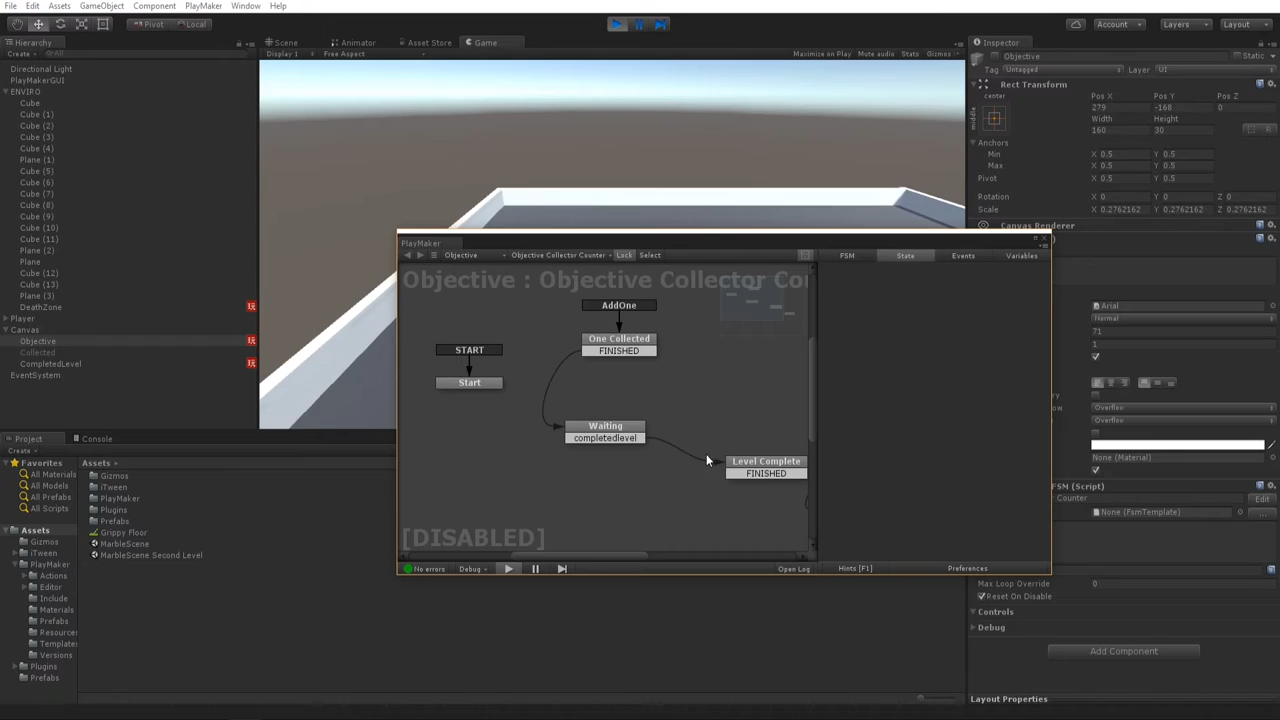 File Edit Assets GameObject Component PlayMaker Window Help
Pivot Local Account Layers Layout
Hierarchy
Create All
Directional Light
PlayMakerGUI
ENVIRO
Cube
Cube (1)
Cube (2)
Cube (3)
Cube (4)
Plane (1)
Cube (5)
Cube (6)
Cube (7)
Cube (8)
Cube (9)
Cube (10)
Cube (11)
Plane (2)
Plane
Cube (12)
Cube (13)
Plane (3)
DeathZone
Player
Canvas
Objective
Collected
CompletedLevel
EventSystem
Scene Animator Asset Store Game
Display 1 Free Aspect Maximize on Play Mute audio Stats Gizmos
PlayMaker
Objective Objective Collector Counter Lock Select
Objective : Objective Collector Cou
AddOne
One Collected
FINISHED
START
Start
Waiting
completedlevel
Level Complete
FINISHED
[DISABLED]
No errors Debug Open Log
FSM State Events Variables
Hints [F1] Preferences
Inspector
Objective Static
Tag Untagged Layer UI
Rect Transform
center
middle
Pos X Pos Y Pos Z
279 -168 0
Width Height
160 30
R
Anchors
Min X 0.5 Y 0.5
Max X 0.5 Y 0.5
Pivot X 0.5 Y 0.5
Rotation X 0 Y 0 Z 0
Scale X 0.2762162 Y 0.2762162 Z 0.2762162
Canvas Renderer
Arial
Normal
71
1
Overflow
Overflow
None (Material)
FSM (Script)
Counter Edit
None (FsmTemplate) ...
Max Loop Override 0
Reset On Disable
Controls
Debug
Add Component
Layout Properties
Project Console
Create
Favorites
All Materials
All Models
All Prefabs
All Scripts
Assets
Gizmos
iTween
PlayMaker
Actions
Editor
Include
Materials
Prefabs
Resource
Template
Versions
Plugins
Prefabs
Assets
Gizmos
iTween
PlayMaker
Plugins
Prefabs
Grippy Floor
MarbleScene
MarbleScene Second Level